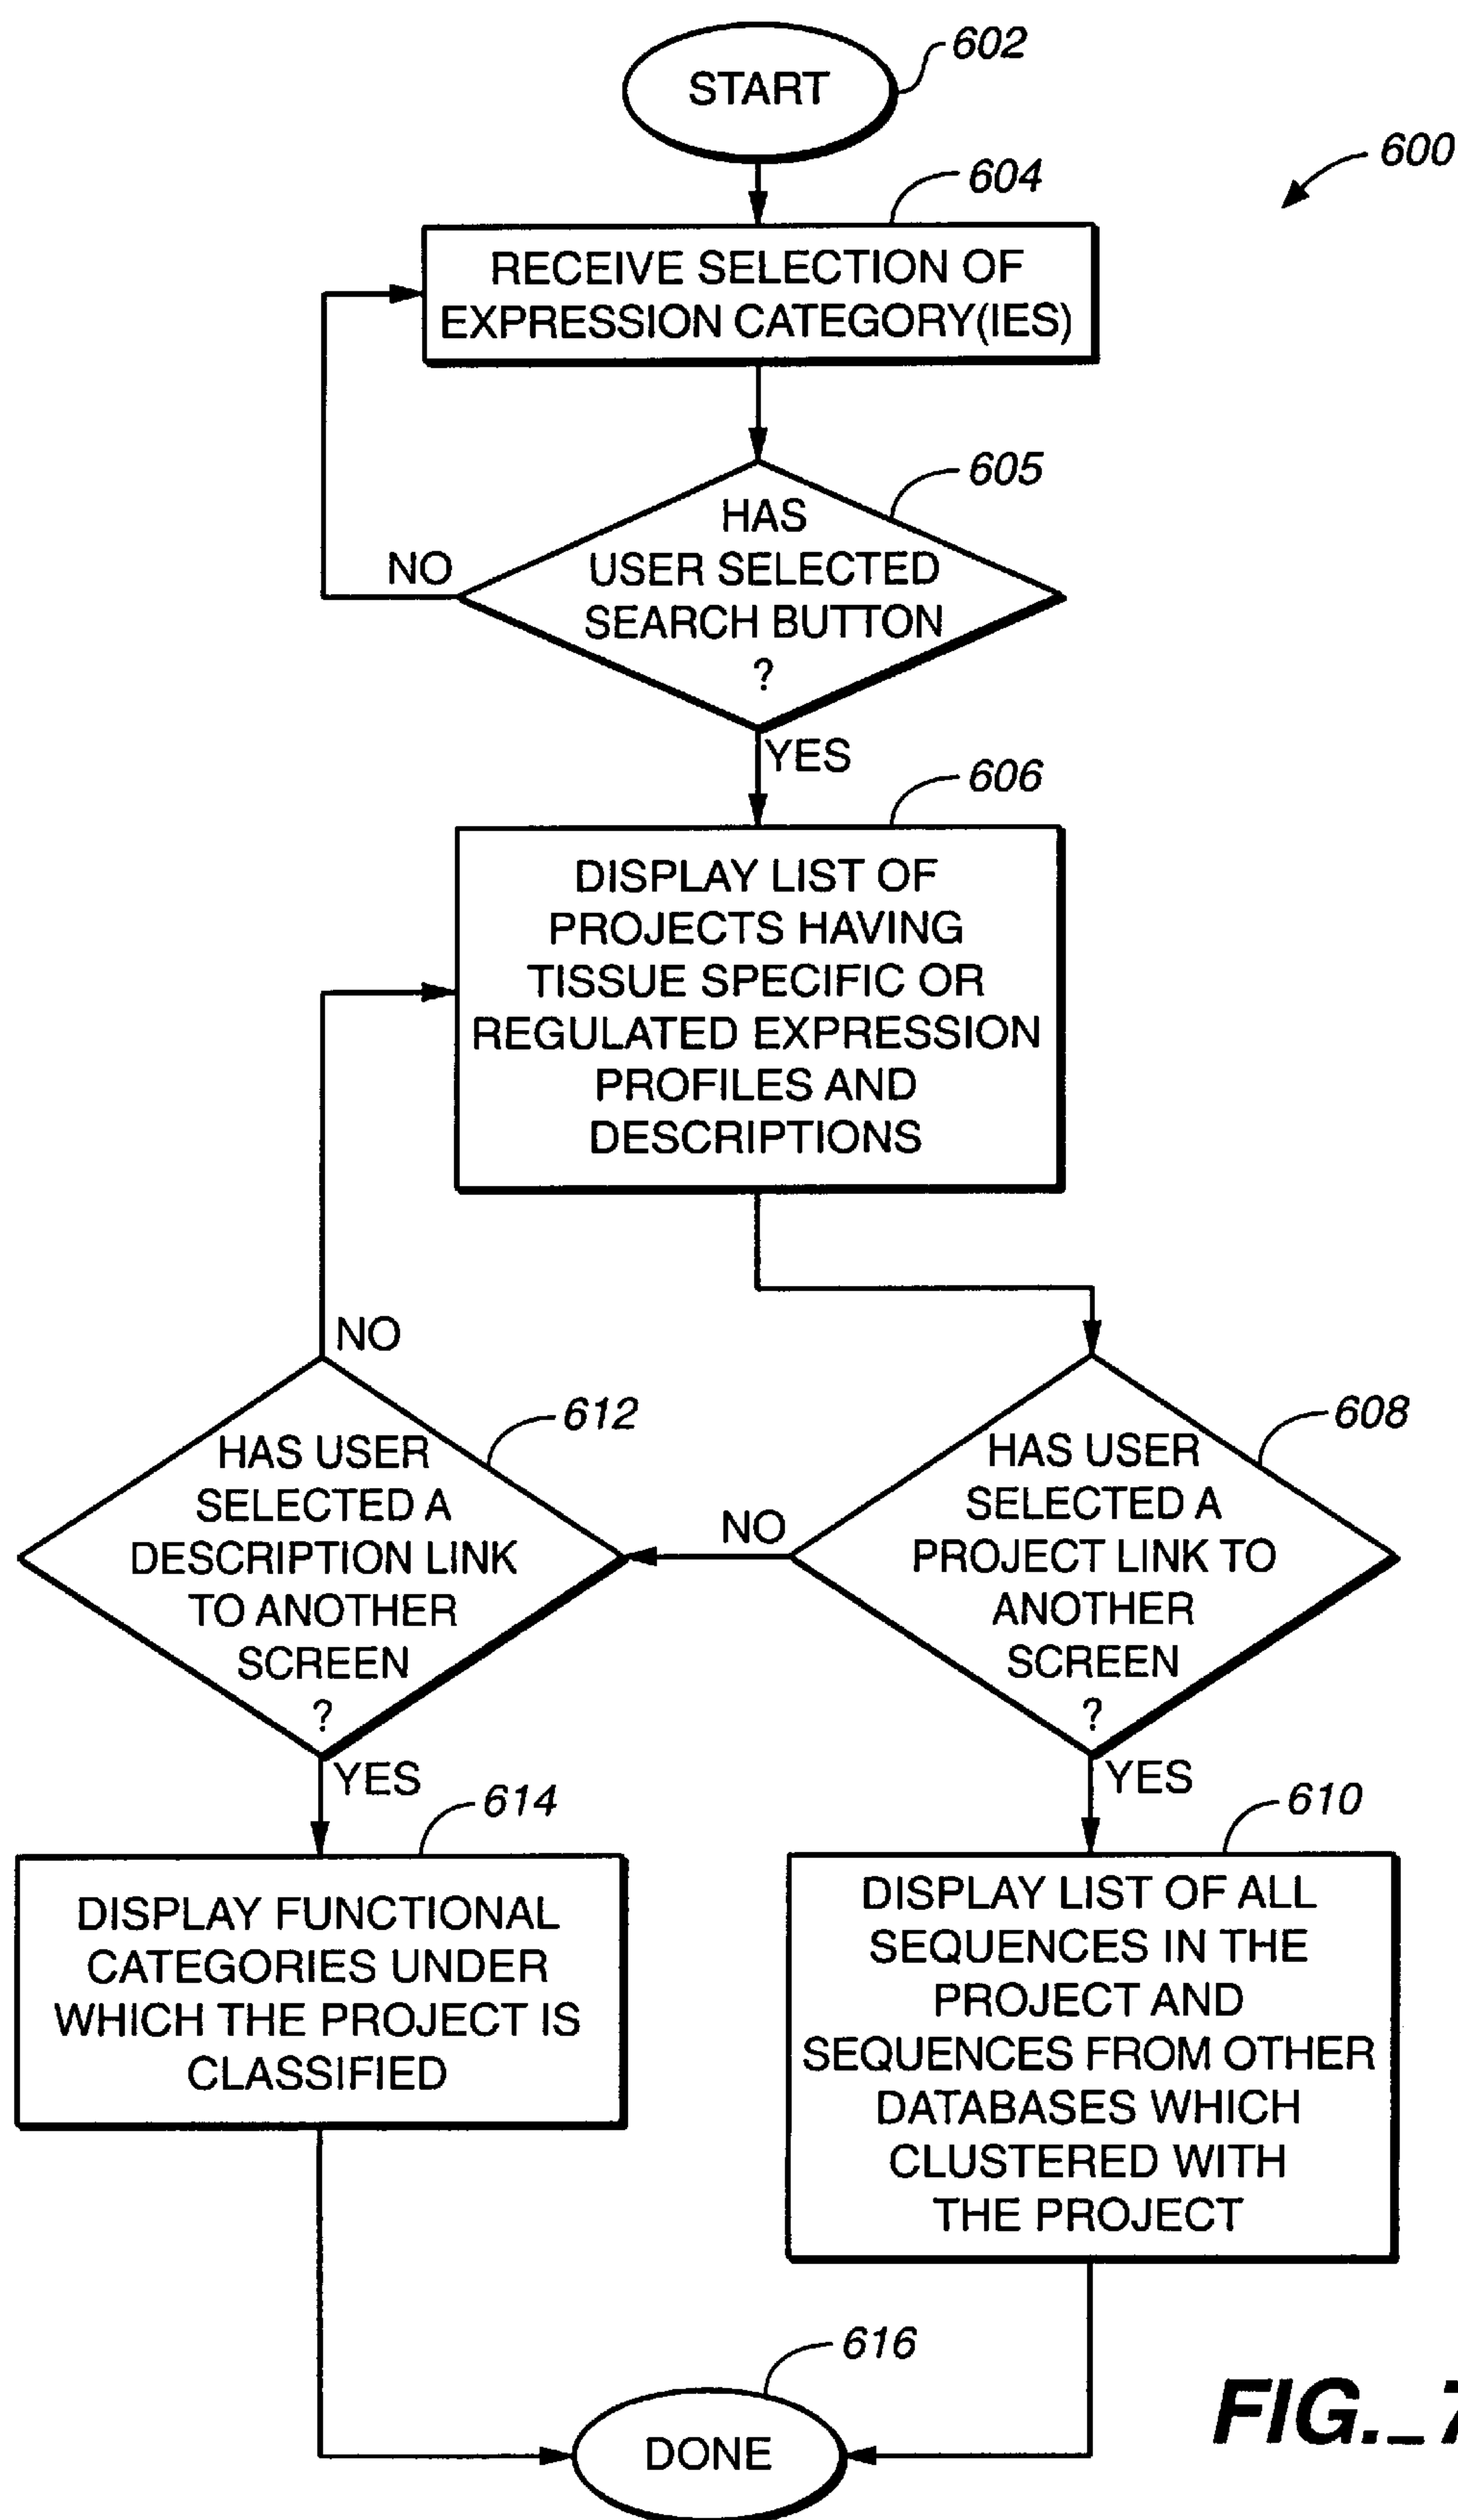 START
602
600
604
RECEIVE SELECTION OF
EXPRESSION CATEGORY(IES)
605
HAS
USER SELECTED
SEARCH BUTTON
?
NO
YES
606
DISPLAY LIST OF
PROJECTS HAVING
TISSUE SPECIFIC OR
REGULATED EXPRESSION
PROFILES AND
DESCRIPTIONS
NO
612
HAS USER
SELECTED A
DESCRIPTION LINK
TO ANOTHER
SCREEN
?
NO
608
HAS USER
SELECTED A
PROJECT LINK TO
ANOTHER
SCREEN
?
YES
YES
614
DISPLAY FUNCTIONAL
CATEGORIES UNDER
WHICH THE PROJECT IS
CLASSIFIED
610
DISPLAY LIST OF ALL
SEQUENCES IN THE
PROJECT AND
SEQUENCES FROM OTHER
DATABASES WHICH
CLUSTERED WITH
THE PROJECT
616
DONE
FIG._7